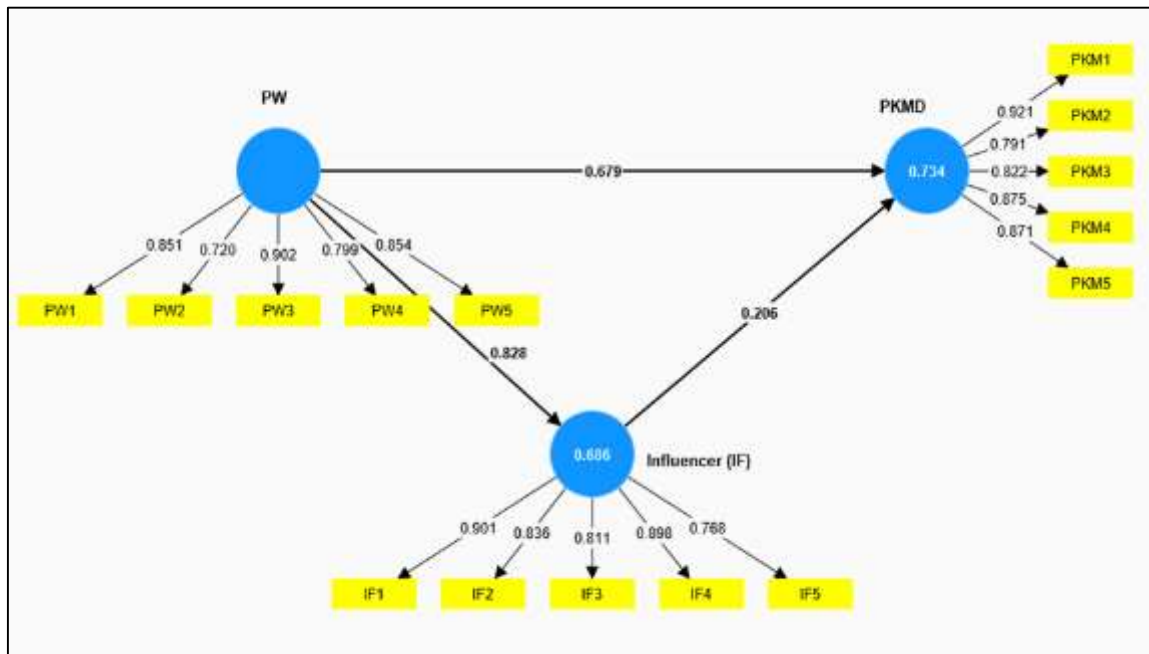 PW
PKMD
PKM1
PKM2
PKM3
PKM4
PKM5
0.921
0.791
0.822
0.875
0.871
0.734
0.679
0.851
0.720
0.902
0.799
0.854
PW1
PW2
PW3
PW4
PW5
0.828
0.206
0.686
Influencer (IF)
0.901
0.836
0.811
0.898
0.768
IF1
IF2
IF3
IF4
IF5